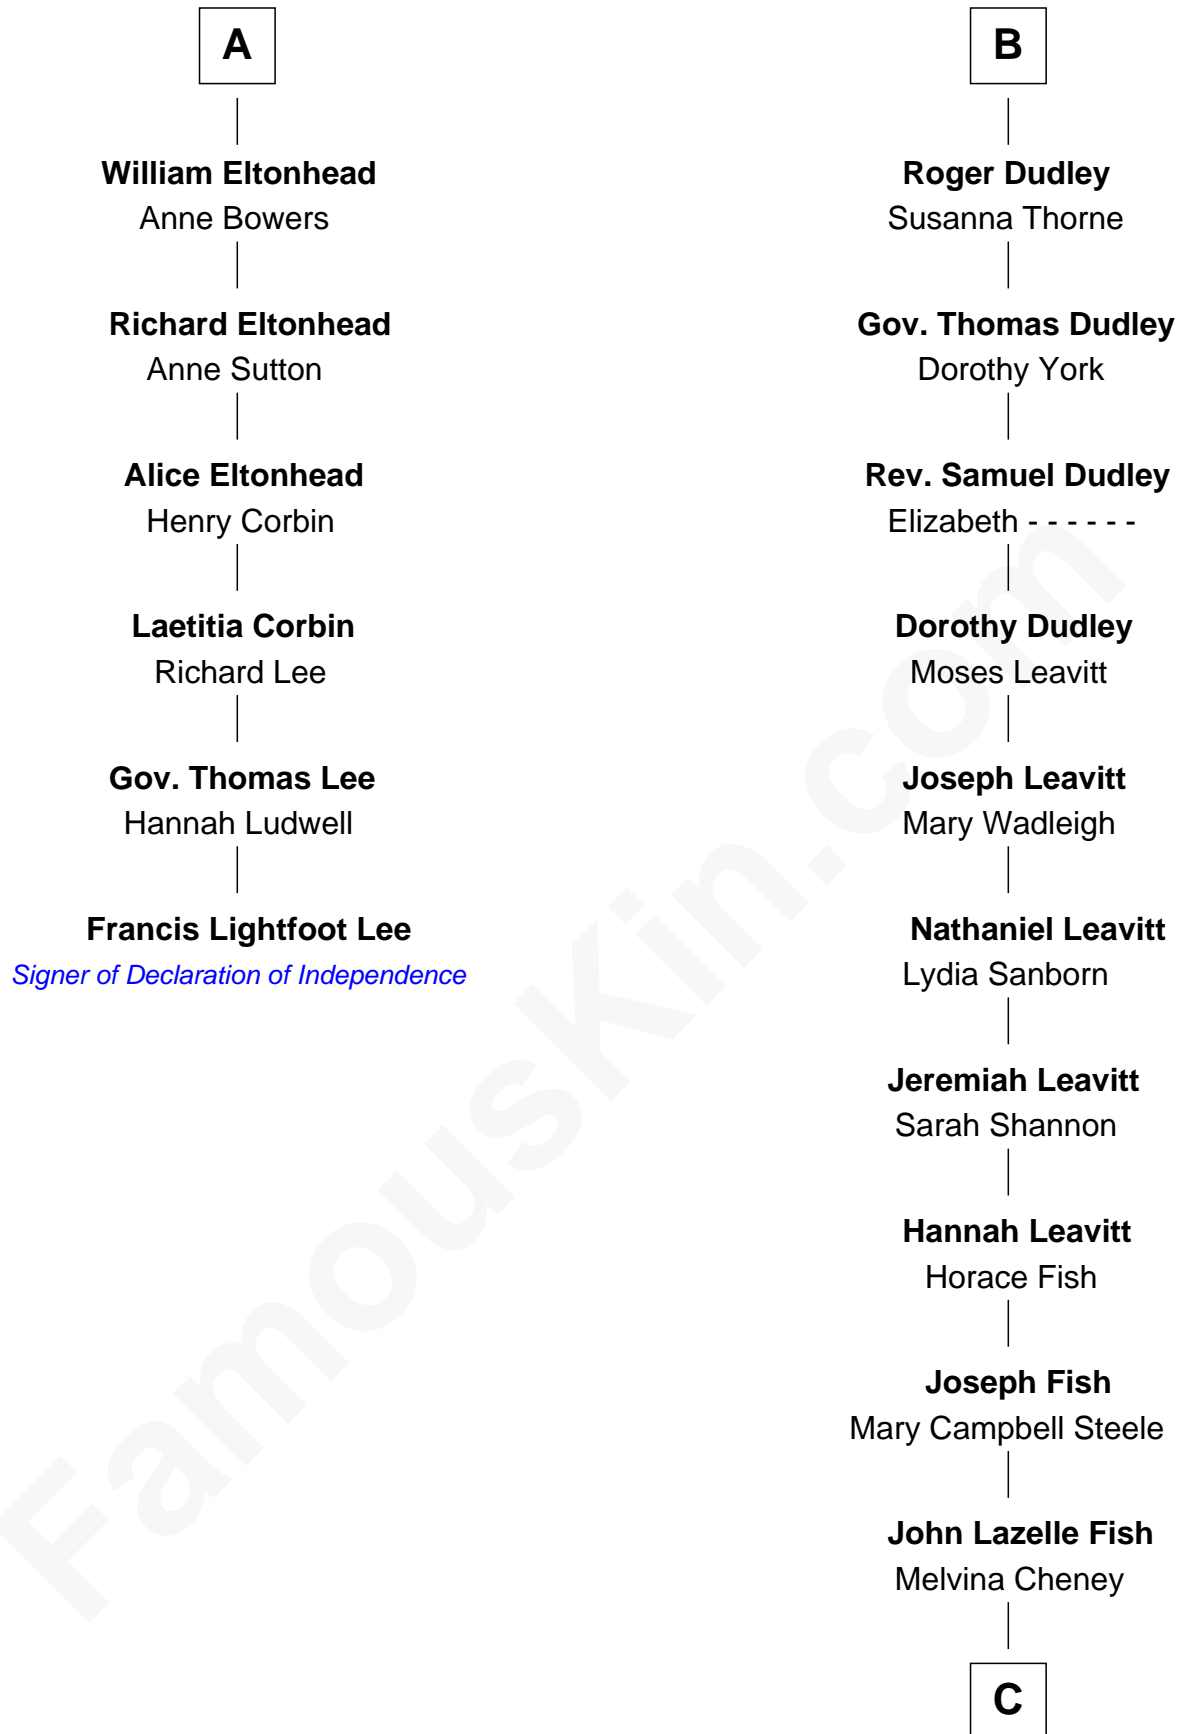 A
William Eltonhead
Anne Bowers
Richard Eltonhead
Anne Sutton
Alice Eltonhead
Henry Corbin
Laetitia Corbin
Richard Lee
Gov. Thomas Lee
Hannah Ludwell
Francis Lightfoot Lee
Signer of Declaration of Independence
B
Roger Dudley
Susanna Thorne
Gov. Thomas Dudley
Dorothy York
Rev. Samuel Dudley
Elizabeth - - - - - -
Dorothy Dudley
Moses Leavitt
Joseph Leavitt
Mary Wadleigh
Nathaniel Leavitt
Lydia Sanborn
Jeremiah Leavitt
Sarah Shannon
Hannah Leavitt
Horace Fish
Joseph Fish
Mary Campbell Steele
John Lazelle Fish
Melvina Cheney
C
FamousKin.com